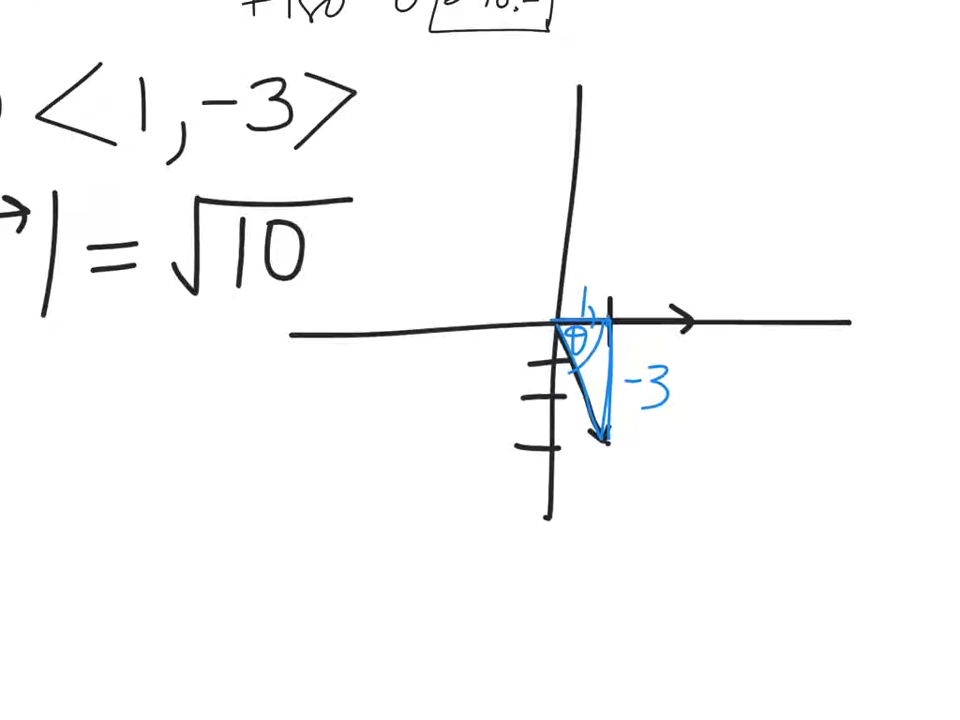 <1, -3>
→| = √10
1
θ
-3